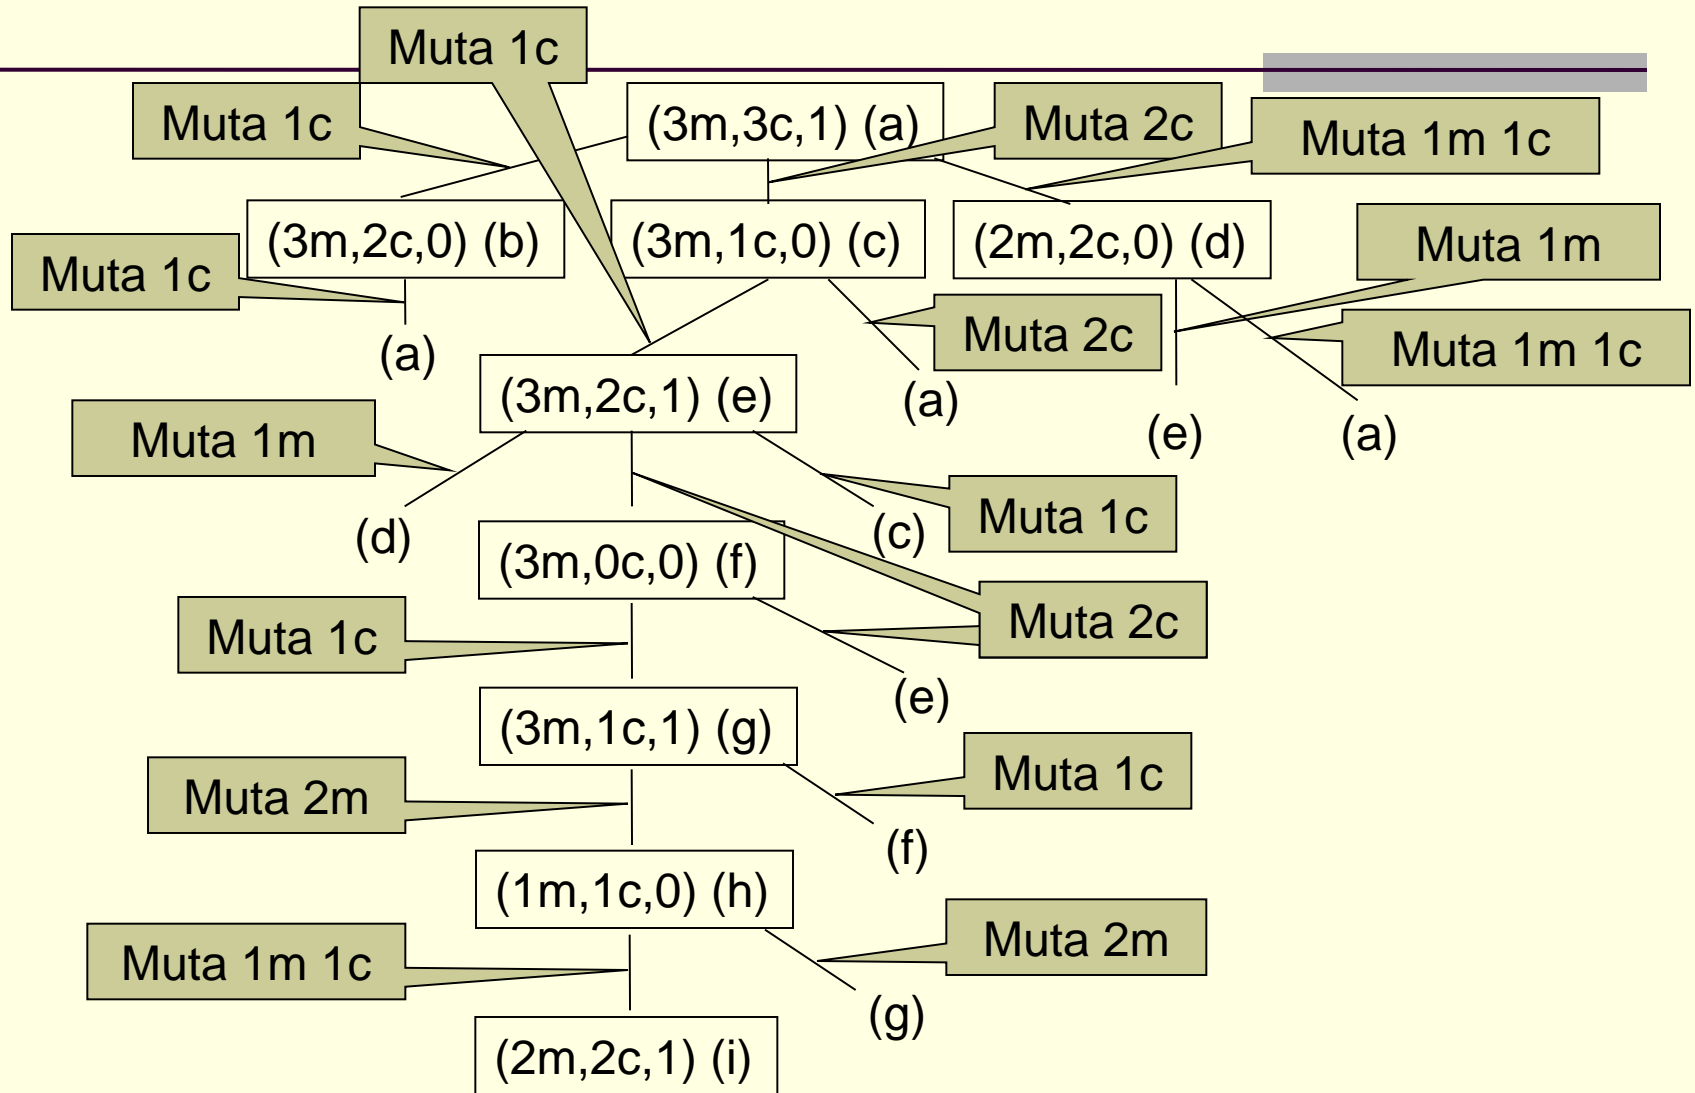 Muta 1c
Muta 1c
(3m,3c,1) (a)
Muta 2c
Muta 1m 1c
(3m,2c,0) (b)
(3m,1c,0) (c)
(2m,2c,0) (d)
Muta 1m
Muta 1c
Muta 2c
Muta 1m 1c
(a)
(3m,2c,1) (e)
(a)
(e)
(a)
Muta 1m
(d)
(c)
Muta 1c
(3m,0c,0) (f)
Muta 1c
Muta 2c
(e)
(3m,1c,1) (g)
Muta 2m
Muta 1c
(f)
(1m,1c,0) (h)
Muta 1m 1c
Muta 2m
(g)
(2m,2c,1) (i)